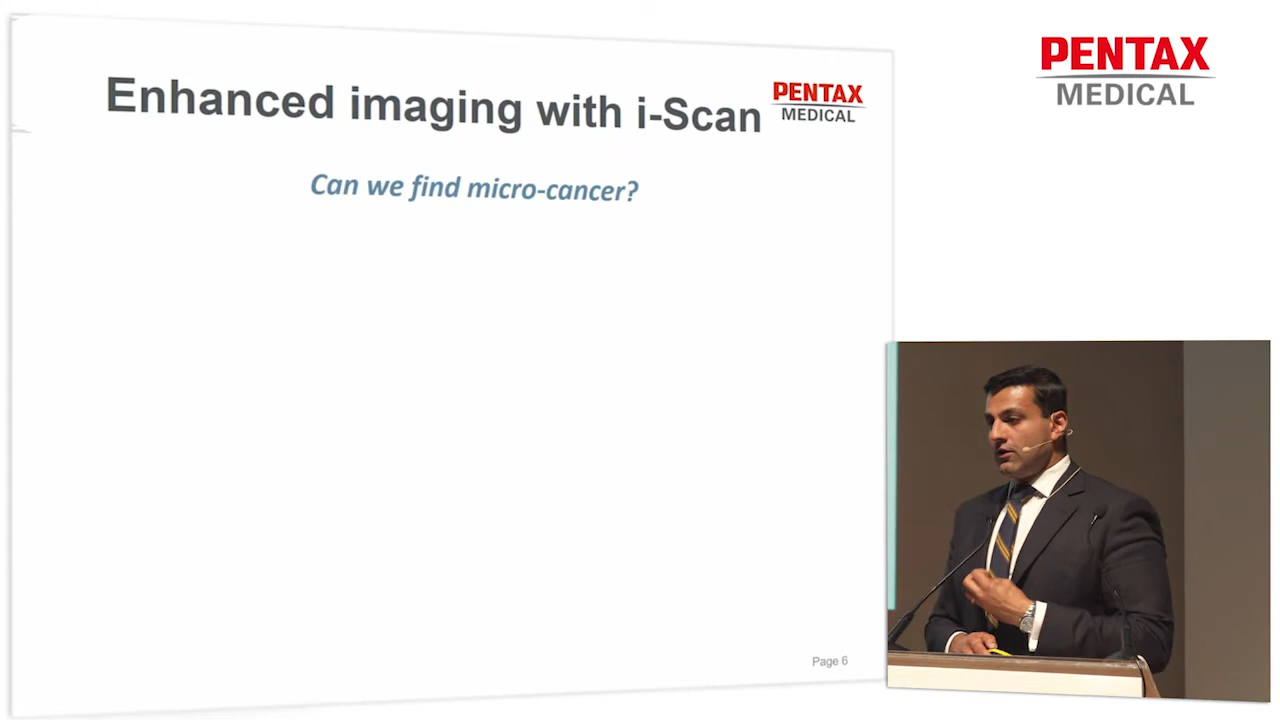 Enhanced imaging with i-Scan
PENTAX
MEDICAL
Can we find micro-cancer?
Page 6
PENTAX
MEDICAL